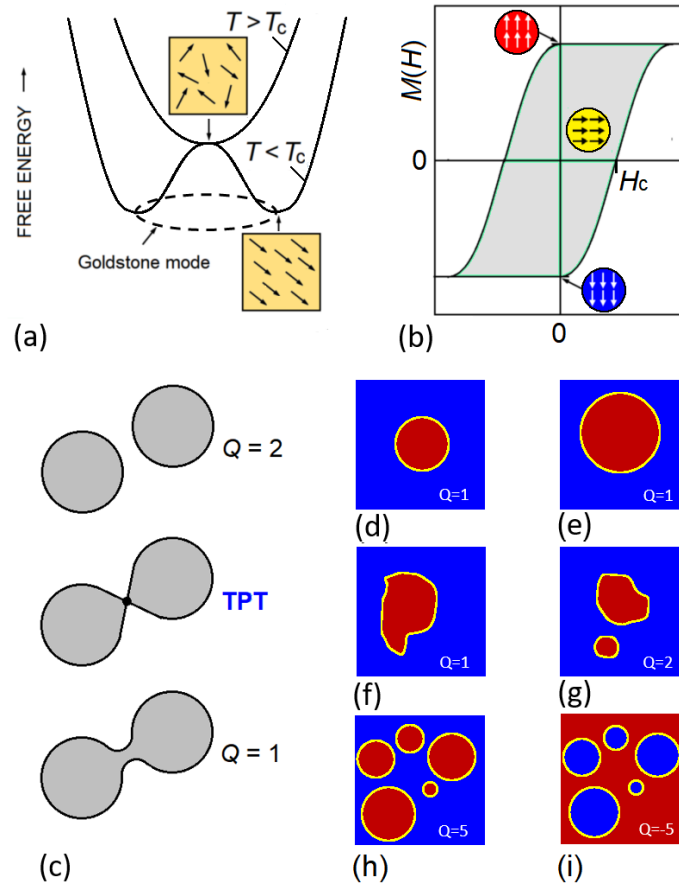 T > Tc
T < Tc
FREE ENERGY →
Goldstone mode
(a)
M(H)
0
Hc
0
(b)
Q = 2
TPT
Q = 1
(c)
Q=1
(d)
Q=1
(e)
Q=1
(f)
Q=2
(g)
Q=5
(h)
Q=-5
(i)